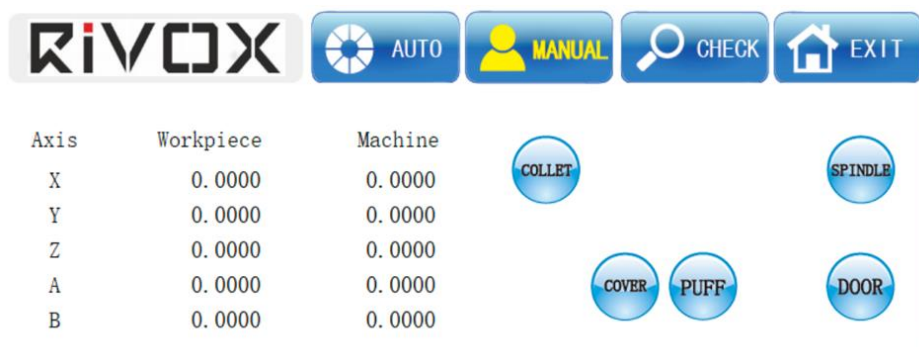 RiVOX AUTO MANUAL CHECK EXIT
Axis Workpiece Machine
X 0.0000 0.0000
Y 0.0000 0.0000
Z 0.0000 0.0000
A 0.0000 0.0000
B 0.0000 0.0000
COLLET SPINDLE
COVER PUFF DOOR